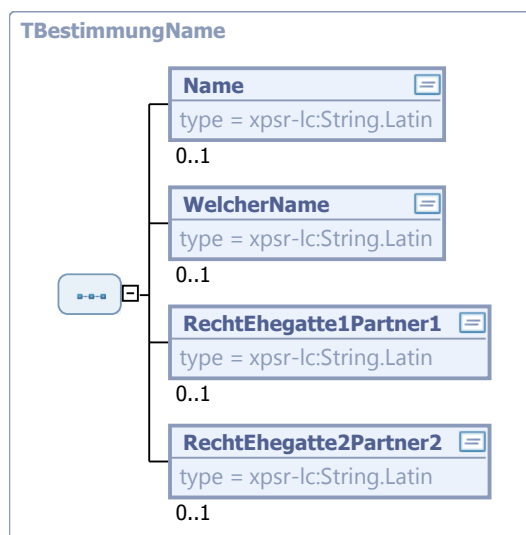 TBestimmungName
Name
type = xpsr-lc:String.Latin
0..1
WelcherName
type = xpsr-lc:String.Latin
0..1
RechtEhegatte1Partner1
type = xpsr-lc:String.Latin
0..1
RechtEhegatte2Partner2
type = xpsr-lc:String.Latin
0..1